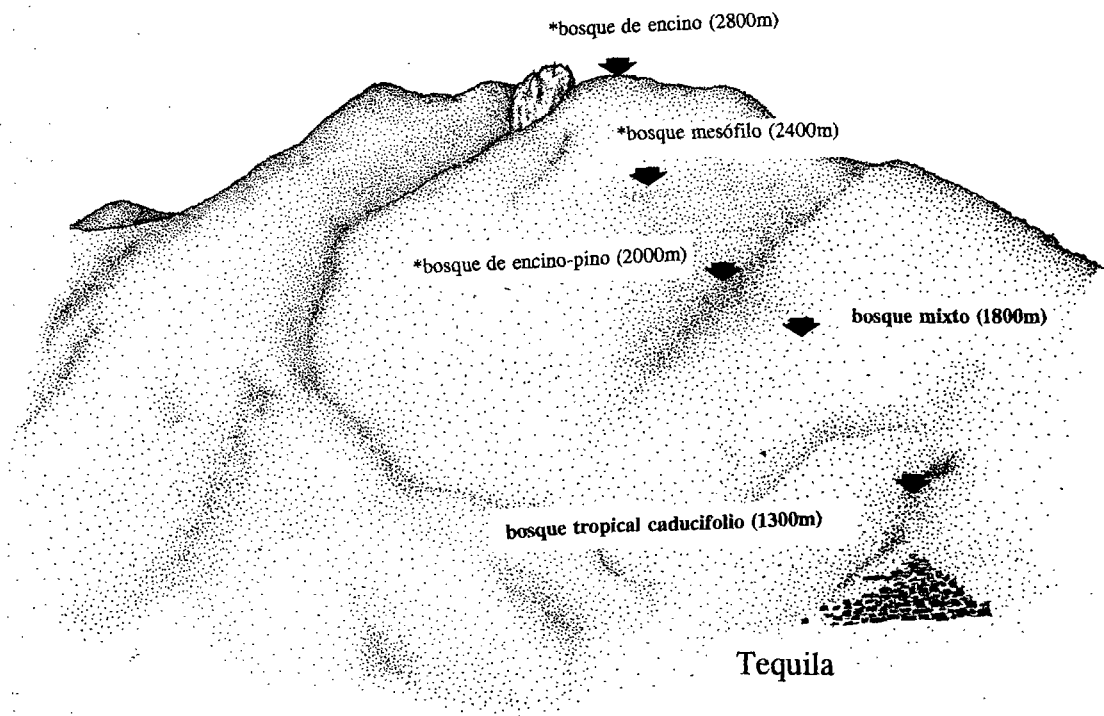 *bosque de encino (2800m)
*bosque mesófilo (2400m)
*bosque de encino-pino (2000m)
bosque mixto (1800m)
bosque tropical caducifolio (1300m)
Tequila